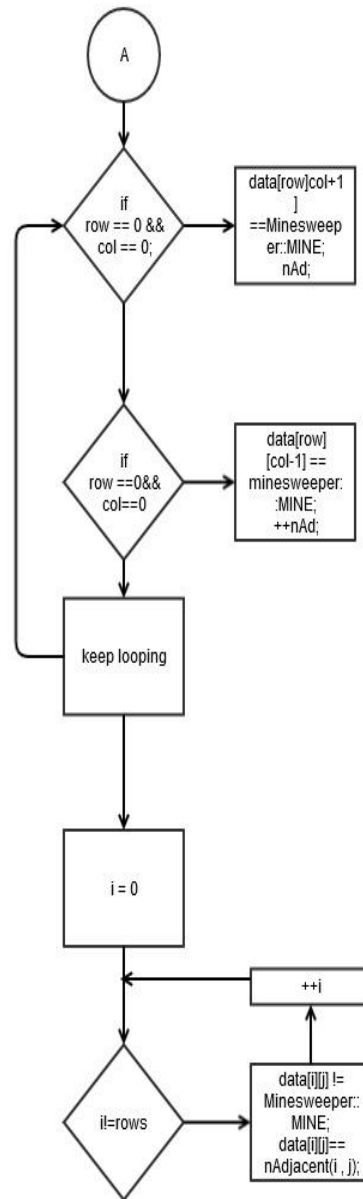 A
if
row == 0 &&
col == 0;
data[row]col+1
]
==Minesweep
er::MINE;
nAd;
if
row ==0&&
col==0
data[row]
[col-1] ==
minesweeper:
:MINE;
++nAd;
keep looping
i = 0
++i
i!=rows
data[i][j] !=
Minesweeper::
MINE;
data[i][j]==
nAdjacent(i , j);